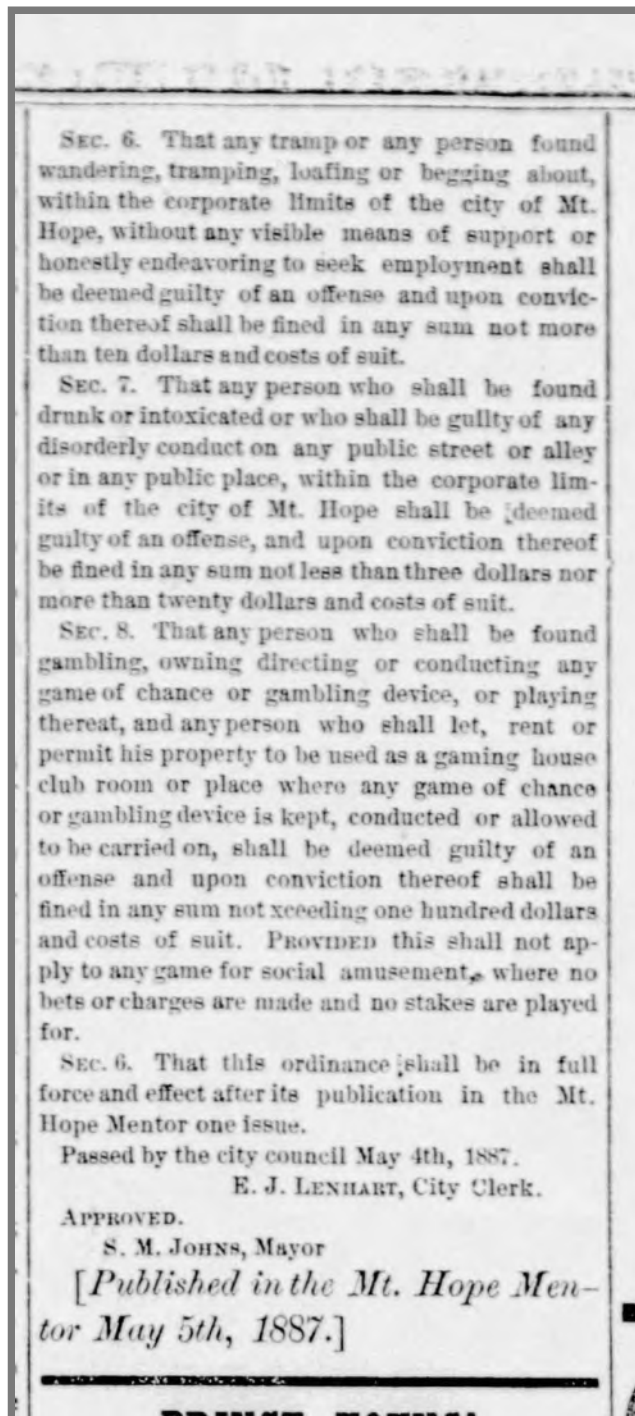 SEC. 6. That any tramp or any person found
wandering, tramping, loafing or begging about,
within the corporate limits of the city of Mt.
Hope, without any visible means of support or
honestly endeavoring to seek employment shall
be deemed guilty of an offense and upon convic-
tion thereof shall be fined in any sum not more
than ten dollars and costs of suit.
SEC. 7. That any person who shall be found
drunk or intoxicated or who shall be guilty of any
disorderly conduct on any public street or alley
or in any public place, within the corporate lim-
its of the city of Mt. Hope shall be deemed
guilty of an offense, and upon conviction thereof
be fined in any sum not less than three dollars nor
more than twenty dollars and costs of suit.
SEC. 8. That any person who shall be found
gambling, owning directing or conducting any
game of chance or gambling device, or playing
thereat, and any person who shall let, rent or
permit his property to be used as a gaming house
club room or place where any game of chance
or gambling device is kept, conducted or allowed
to be carried on, shall be deemed guilty of an
offense and upon conviction thereof shall be
fined in any sum not xceeding one hundred dollars
and costs of suit. PROVIDED this shall not ap-
ply to any game for social amusement, where no
bets or charges are made and no stakes are played
for.
SEC. 6. That this ordinance shall be in full
force and effect after its publication in the Mt.
Hope Mentor one issue.
Passed by the city council May 4th, 1887.
E. J. LENHART, City Clerk.
APPROVED.
S. M. JOHNS, Mayor
[Published in the Mt. Hope Men-
tor May 5th, 1887.]